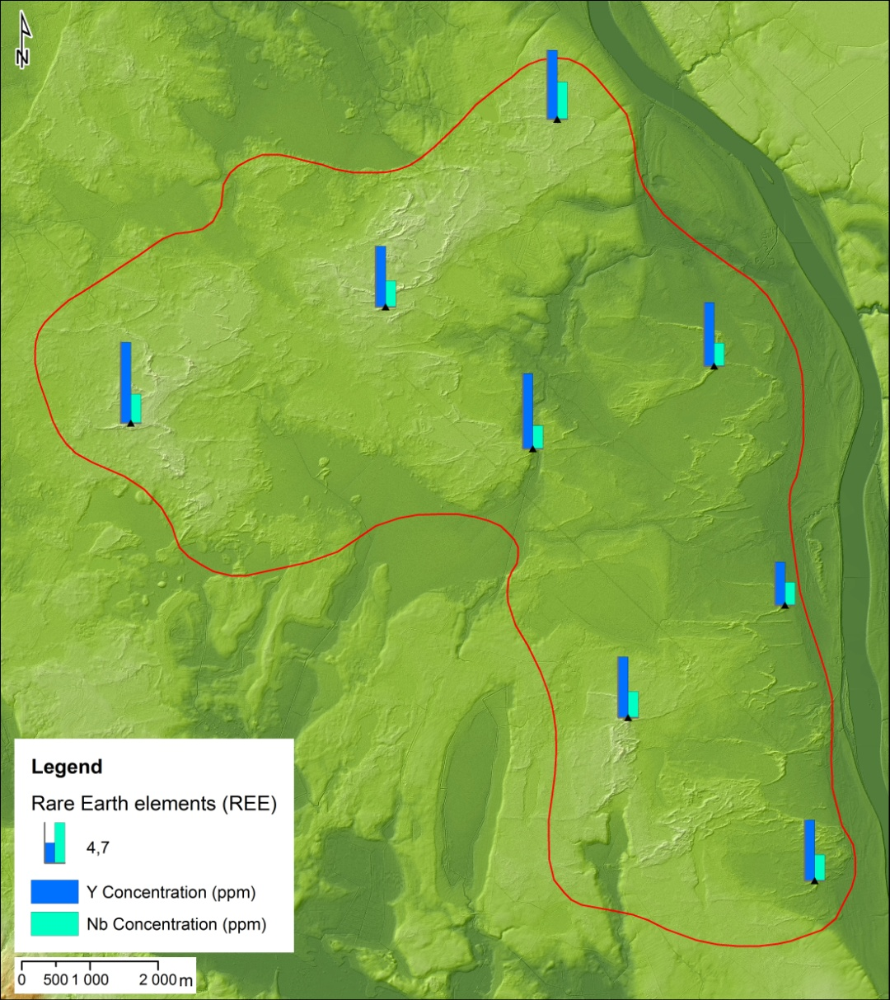 N
Legend
Rare Earth elements (REE)
4,7
Y Concentration (ppm)
Nb Concentration (ppm)
0 500 1 000 2 000 m